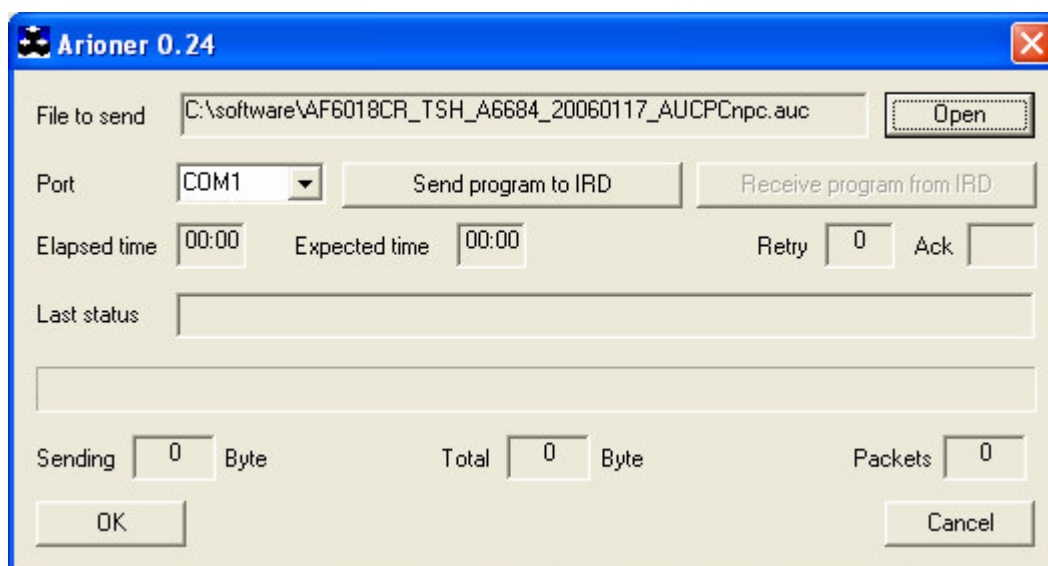 Arioner 0.24
File to send C:\software\AF6018CR_TSH_A6684_20060117_AUCPCnpc.auc Open
Port COM1 Send program to IRD Receive program from IRD
Elapsed time 00:00 Expected time 00:00 Retry 0 Ack
Last status
Sending 0 Byte Total 0 Byte Packets 0
OK Cancel